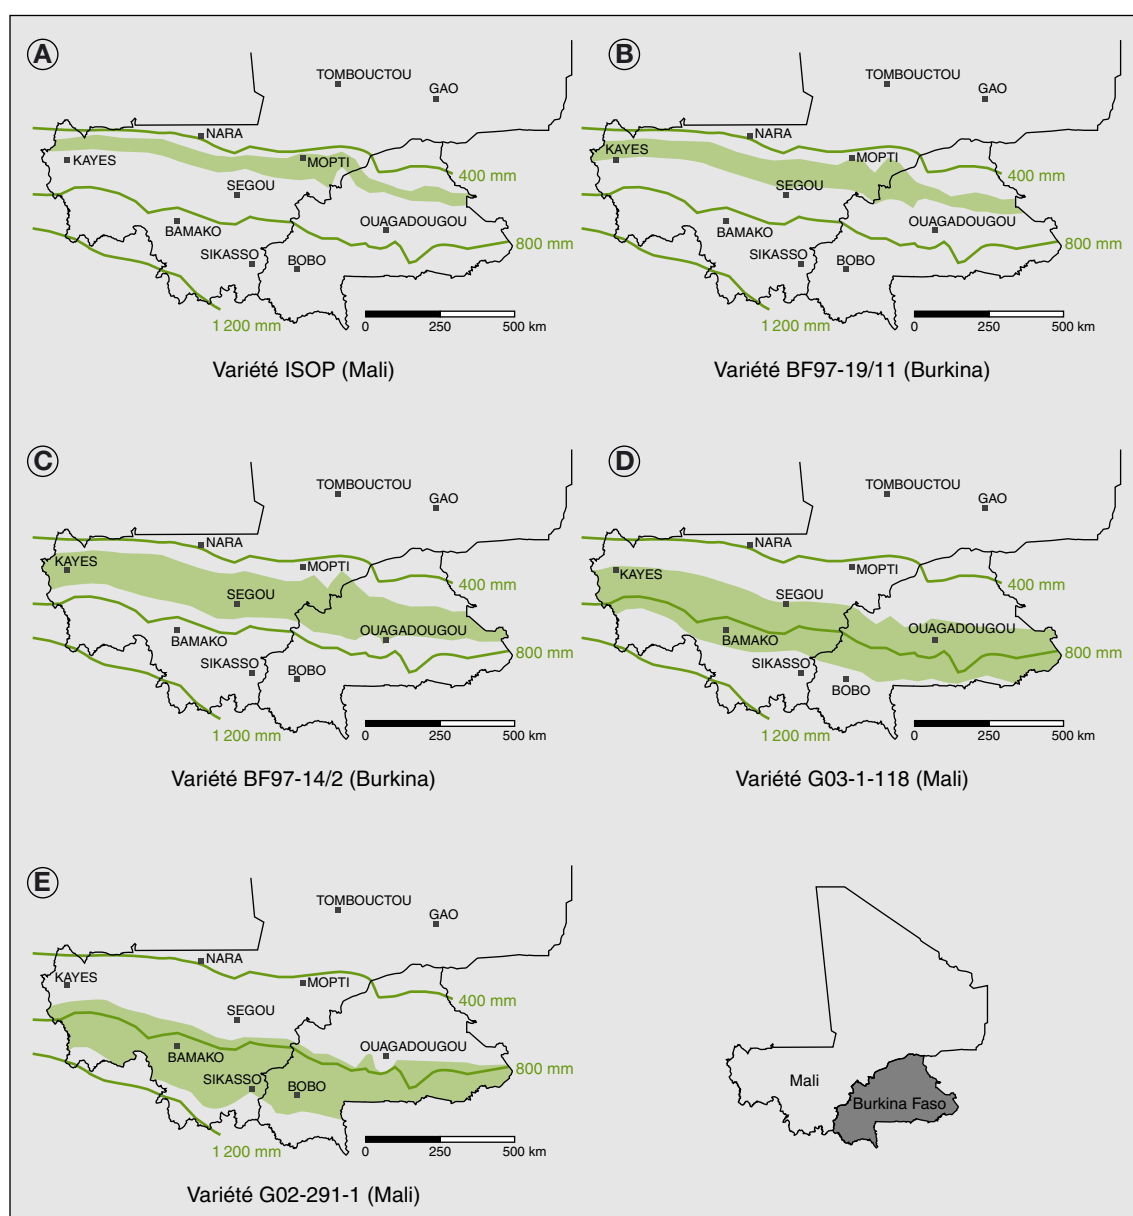 A
TOMBOUCTOU
GAO
NARA
KAYES
MOPTI
400 mm
SEGOU
OUAGADOUGOU
BAMAKO
800 mm
SIKASSO
BOBO
1 200 mm
0 250 500 km
Variété ISOP (Mali)
B
TOMBOUCTOU
GAO
NARA
KAYES
MOPTI
400 mm
SEGOU
OUAGADOUGOU
BAMAKO
800 mm
SIKASSO
BOBO
1 200 mm
0 250 500 km
Variété BF97-19/11 (Burkina)
C
TOMBOUCTOU
GAO
NARA
KAYES
MOPTI
400 mm
SEGOU
OUAGADOUGOU
BAMAKO
800 mm
SIKASSO
BOBO
1 200 mm
0 250 500 km
Variété BF97-14/2 (Burkina)
D
TOMBOUCTOU
GAO
NARA
KAYES
MOPTI
400 mm
SEGOU
OUAGADOUGOU
BAMAKO
800 mm
SIKASSO
BOBO
1 200 mm
0 250 500 km
Variété G03-1-118 (Mali)
E
TOMBOUCTOU
GAO
NARA
KAYES
MOPTI
400 mm
SEGOU
OUAGADOUGOU
BAMAKO
800 mm
SIKASSO
BOBO
1 200 mm
0 250 500 km
Variété G02-291-1 (Mali)
Mali
Burkina Faso